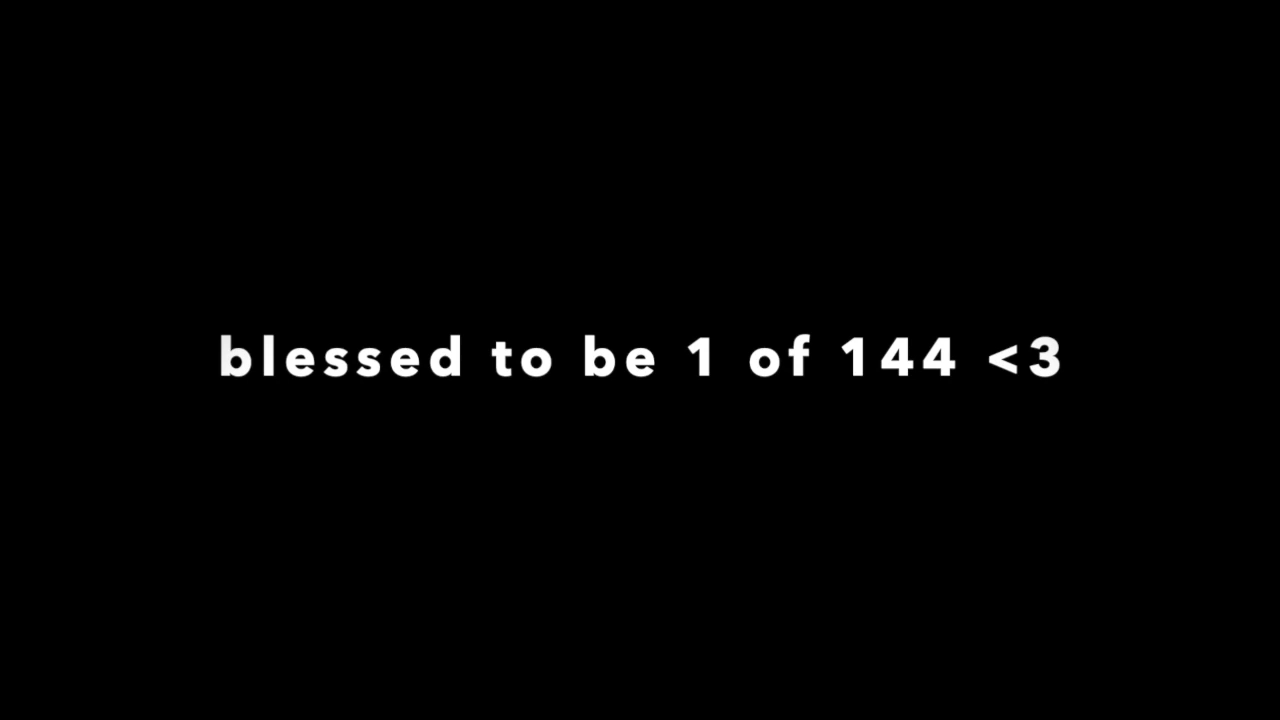 blessed to be 1 of 144 <3